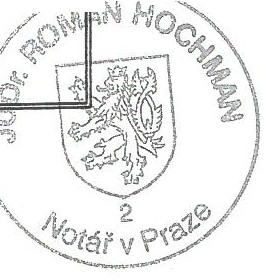 JUDr. ROMAN HOCHMAN
2
Notář v Praze